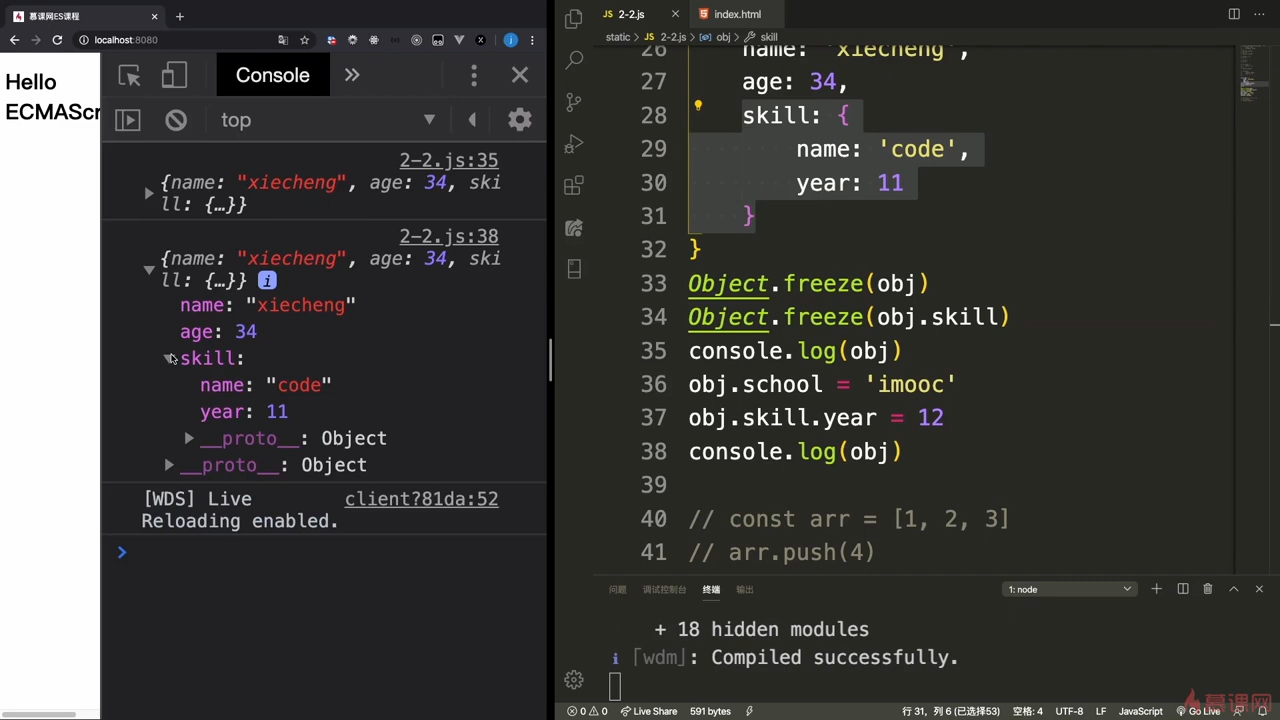 慕课网ES课程
localhost:8080
Hello
ECMAScr
Console
top
2-2.js:35
{name: "xiecheng", age: 34, ski
ll: {…}}
2-2.js:38
{name: "xiecheng", age: 34, ski
ll: {…}}
name: "xiecheng"
age: 34
skill:
name: "code"
year: 11
__proto__: Object
__proto__: Object
[WDS] Live
client?81da:52
Reloading enabled.
2-2.js
index.html
static > 2-2.js > obj > skill
26 name: 'xiecheng',
27 age: 34,
28 skill: {
29 name: 'code',
30 year: 11
31 }
32 }
33 Object.freeze(obj)
34 Object.freeze(obj.skill)
35 console.log(obj)
36 obj.school = 'imooc'
37 obj.skill.year = 12
38 console.log(obj)
39
40 // const arr = [1, 2, 3]
41 // arr.push(4)
问题 调试控制台 终端 输出
1: node
+ 18 hidden modules
i ｢wdm｣: Compiled successfully.
0 0 Live Share 591 bytes
行 31, 列 6 (已选择53) 空格: 4 UTF-8 LF JavaScript Go Live
慕课网